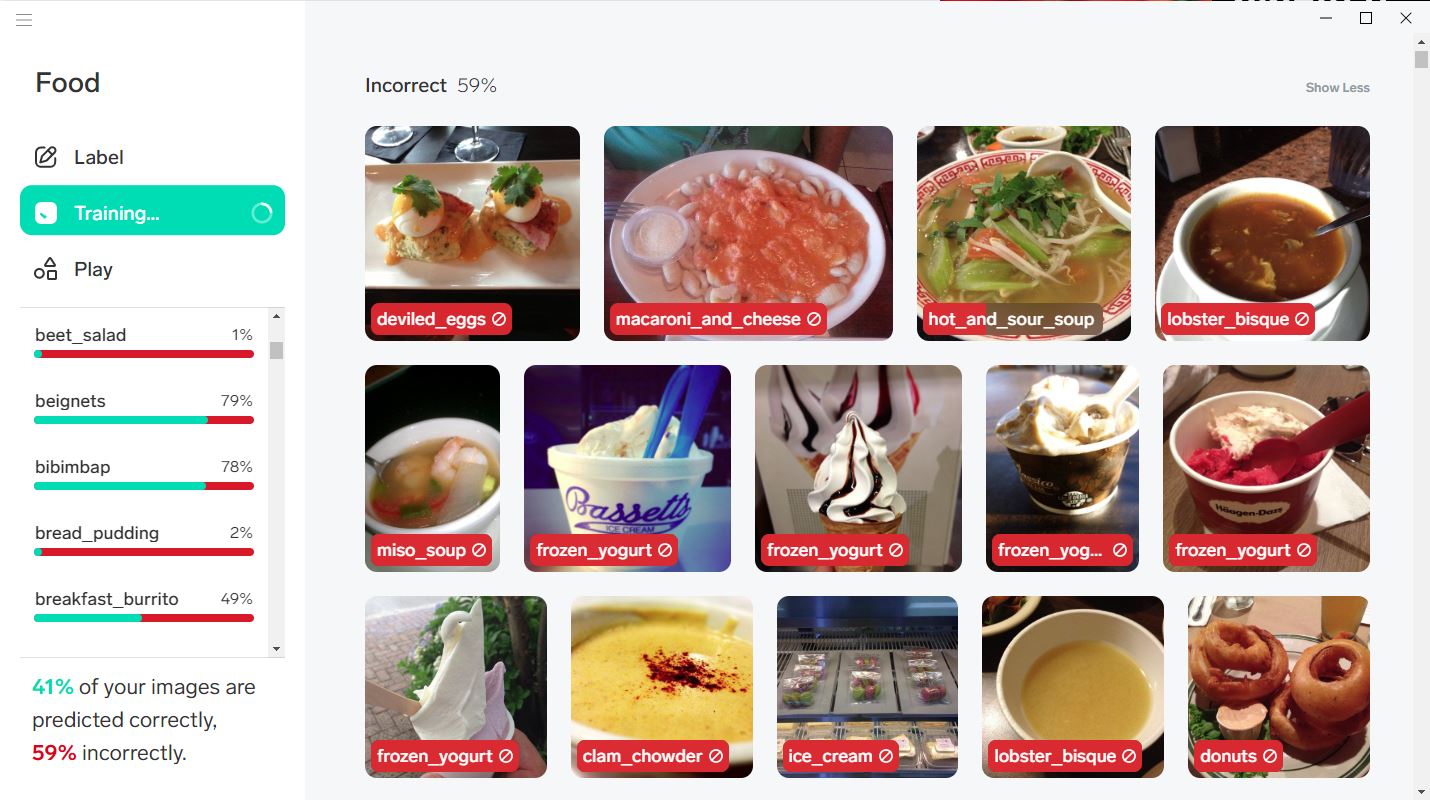 Food
Label
Training...
Play
beet_salad 1%
beignets 79%
bibimbap 78%
bread_pudding 2%
breakfast_burrito 49%
41% of your images are
predicted correctly,
59% incorrectly.
Incorrect 59%
Show Less
deviled_eggs
macaroni_and_cheese
hot_and_sour_soup
lobster_bisque
miso_soup
Bassetts
ICE CREAM
frozen_yogurt
frozen_yogurt
frozen_yog...
Häagen-Dazs
frozen_yogurt
frozen_yogurt
clam_chowder
ice_cream
lobster_bisque
donuts